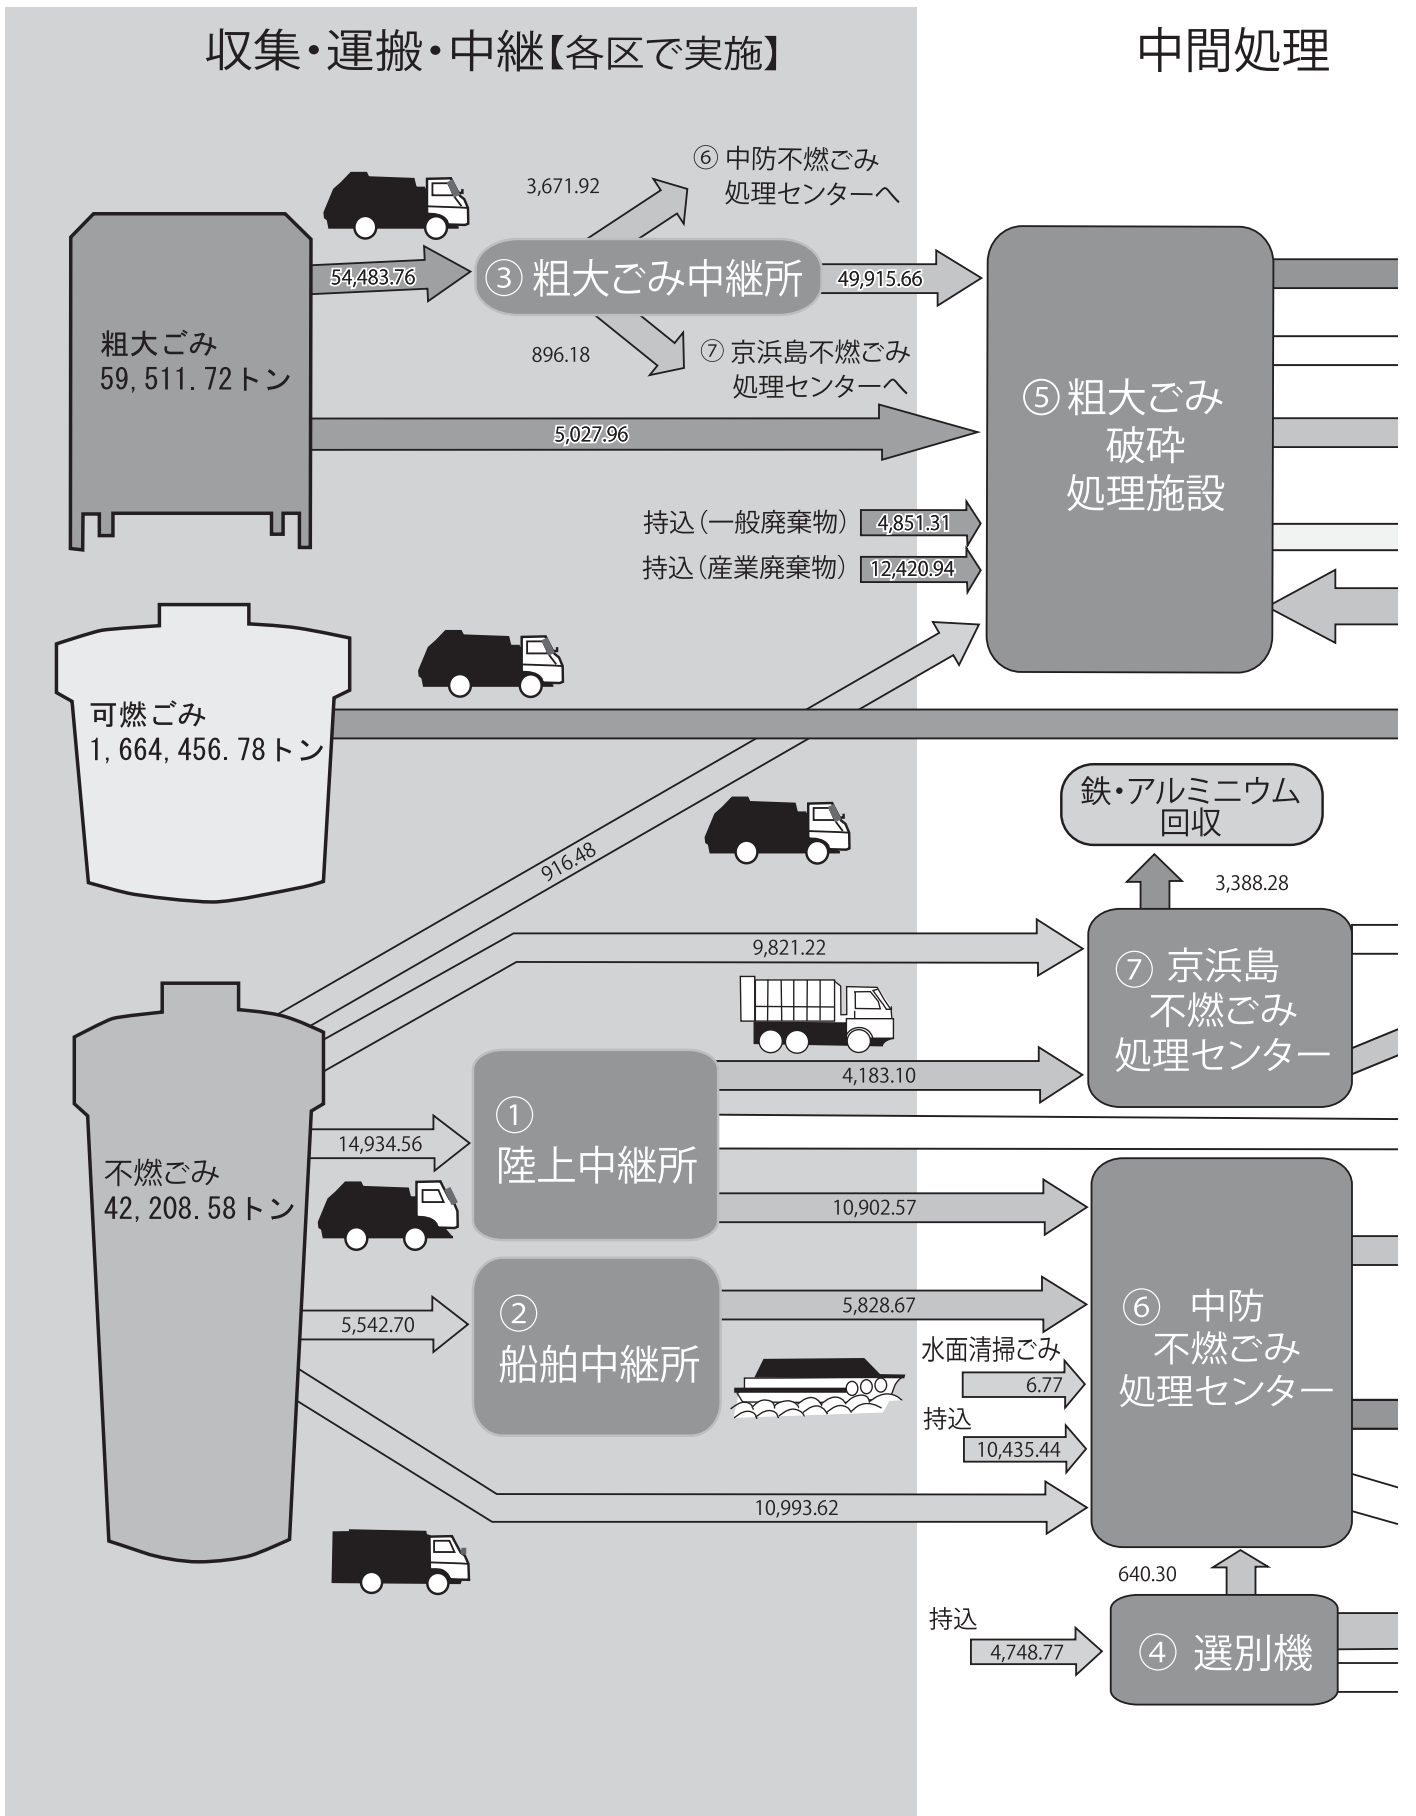 収集・運搬・中継【各区で実施】
中間処理
⑥ 中防不燃ごみ
処理センターへ
3,671.92
54,483.76
③ 粗大ごみ中継所
49,915.66
粗大ごみ
59,511.72トン
896.18
⑦ 京浜島不燃ごみ
処理センターへ
5,027.96
⑤ 粗大ごみ
破砕
処理施設
持込（一般廃棄物）
4,851.31
持込（産業廃棄物）
12,420.94
可燃ごみ
1,664,456.78トン
916.48
鉄・アルミニウム
回収
3,388.28
9,821.22
⑦ 京浜島
不燃ごみ
処理センター
4,183.10
①
陸上中継所
14,934.56
不燃ごみ
42,208.58トン
10,902.57
②
船舶中継所
5,542.70
5,828.67
⑥ 中防
不燃ごみ
処理センター
水面清掃ごみ
6.77
持込
10,435.44
10,993.62
640.30
持込
4,748.77
④ 選別機